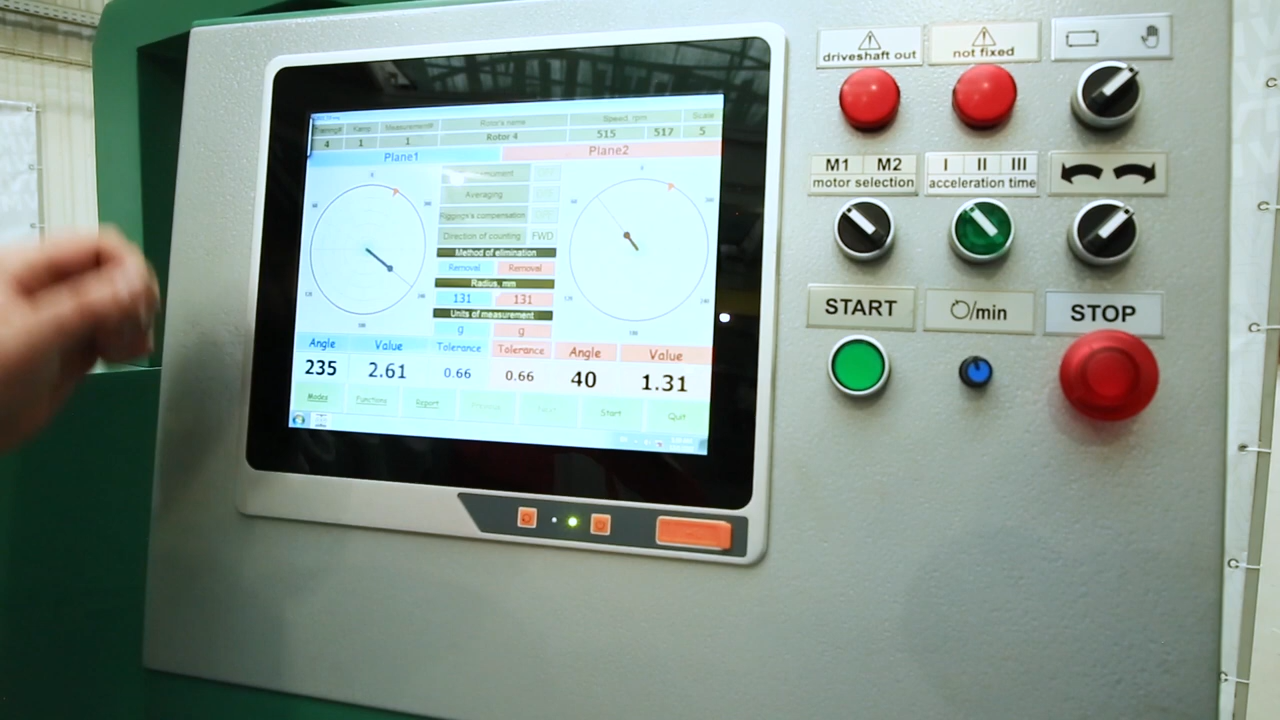 Rotor's name
Speed, rpm
Scale
4 1 1 Rotor 4 515 517 5
Plane1 Plane2
Averaging
Rigging's compensation
Direction of counting FWD
Method of elimination
Removal Removal
Radius, mm
131 131
Units of measurement
g g
Angle Value Tolerance Tolerance Angle Value
235 2.61 0.66 0.66 40 1.31
Modes Functions Report Start Quit
driveshaft out
not fixed
M1 M2
motor selection
I II III
acceleration time
START
/min
STOP